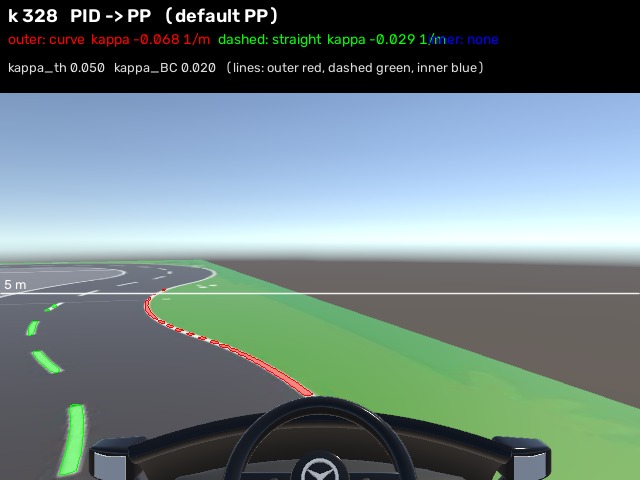 k 328 PID -> PP (default PP)
outer: curve kappa -0.068 1/m dashed: straight kappa -0.029 1/m inner: none
kappa_th 0.050 kappa_BC 0.020 (lines: outer red, dashed green, inner blue)
5 m